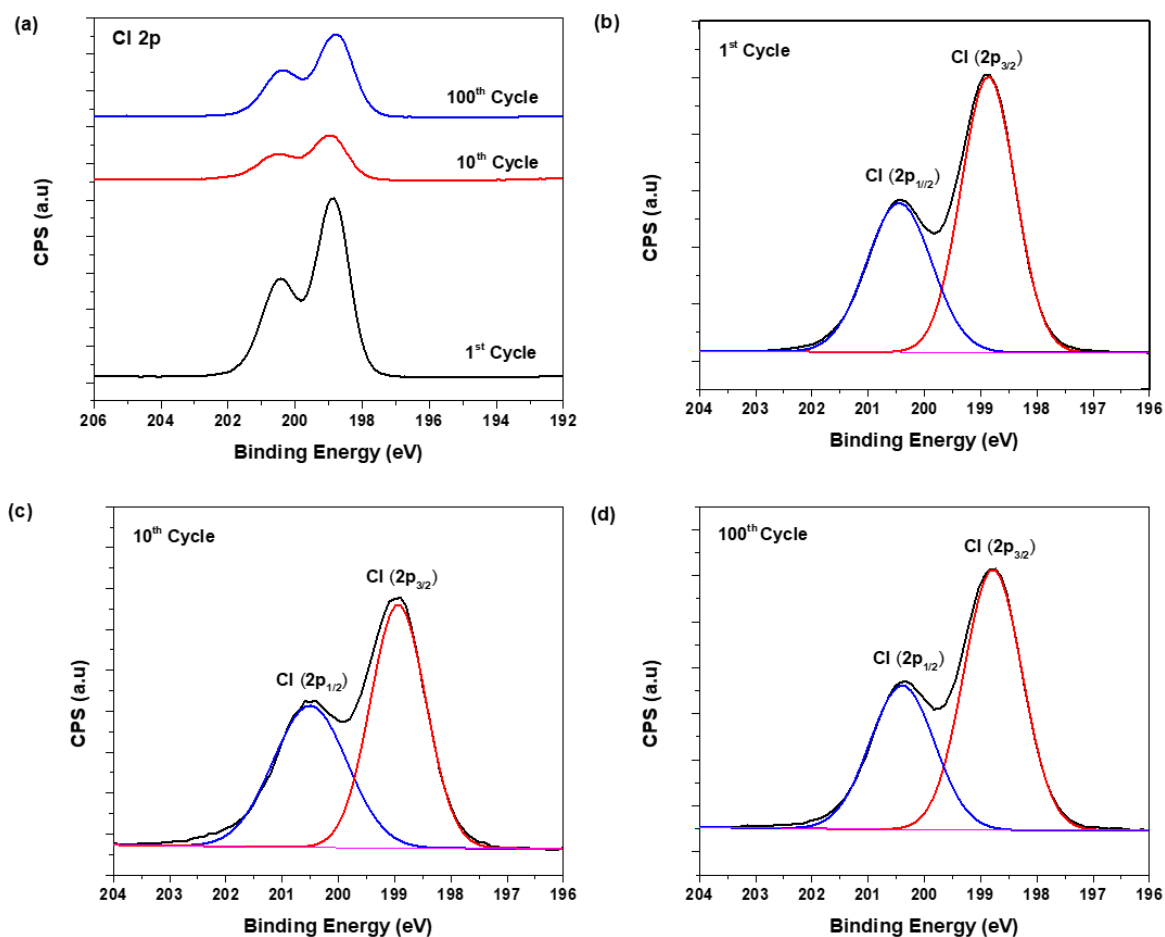 (a)
Cl 2p
100th Cycle
10th Cycle
1st Cycle
CPS (a.u)
206 204 202 200 198 196 194 192
Binding Energy (eV)
(b)
1st Cycle
Cl (2p3/2)
Cl (2p1//2)
CPS (a.u)
204 203 202 201 200 199 198 197 196
Binding Energy (eV)
(c)
10th Cycle
Cl (2p3/2)
Cl (2p1/2)
CPS (a.u)
204 203 202 201 200 199 198 197 196
Binding Energy (eV)
(d)
100th Cycle
Cl (2p3/2)
Cl (2p1/2)
CPS (a.u)
204 203 202 201 200 199 198 197 196
Binding Energy (eV)